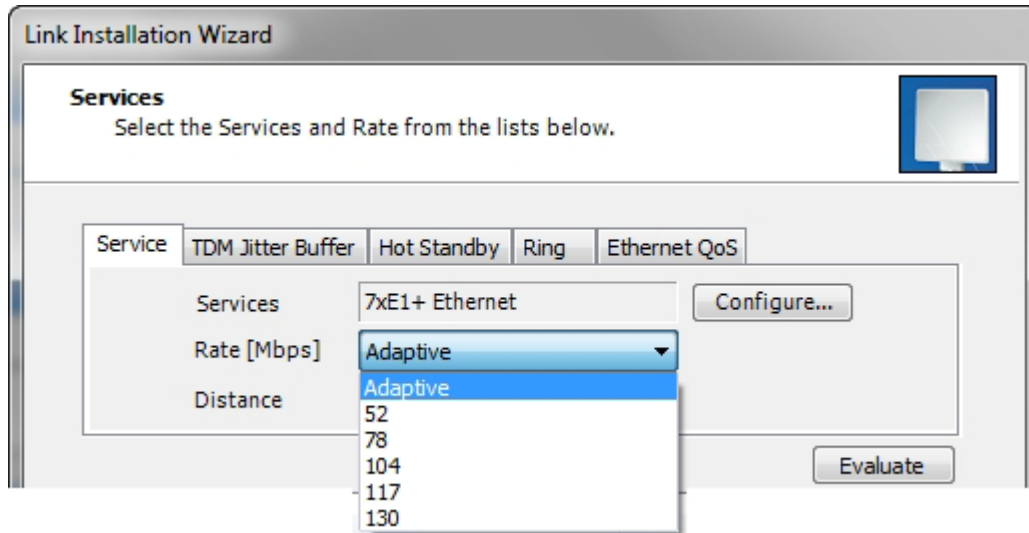 Link Installation Wizard
Services
Select the Services and Rate from the lists below.
Service TDM Jitter Buffer Hot Standby Ring Ethernet QoS
Services 7xE1+ Ethernet Configure...
Rate [Mbps] Adaptive
Adaptive
Distance
52
78
104
Evaluate
117
130